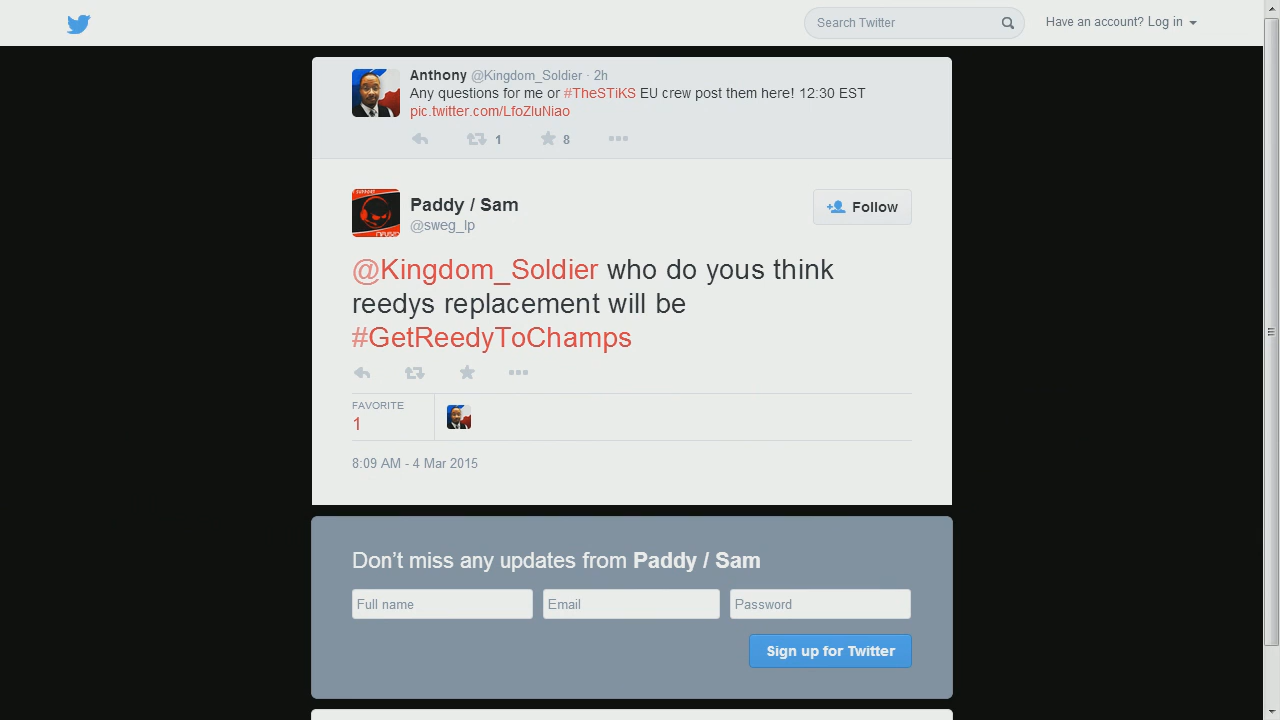 Search Twitter
Have an account? Log in
Anthony @Kingdom_Soldier · 2h
Any questions for me or #TheSTiKS EU crew post them here! 12:30 EST
pic.twitter.com/LfoZluNiao
1
8
SUPPORT
Paddy / Sam
@sweg_lp
Follow
@Kingdom_Soldier who do yous think
reedys replacement will be
#GetReedyToChamps
FAVORITE
1
8:09 AM - 4 Mar 2015
Don't miss any updates from Paddy / Sam
Full name
Email
Password
Sign up for Twitter